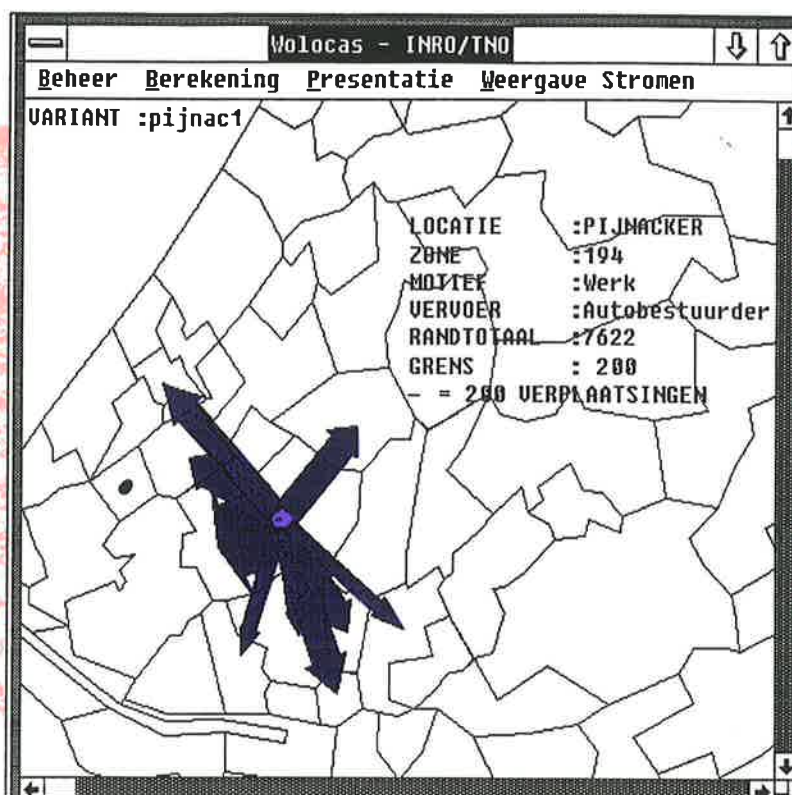 Wolocas - INRO/TNO
Beheer Berekening Presentatie Weergave Stromen
VARIANT :pijnac1
LOCATIE :PIJNACKER
ZONE :194
MOTIEF :Werk
VERVOER :Autobestuurder
RANDTOTAAL :7622
GRENS : 200
- = 200 VERPLAATSINGEN